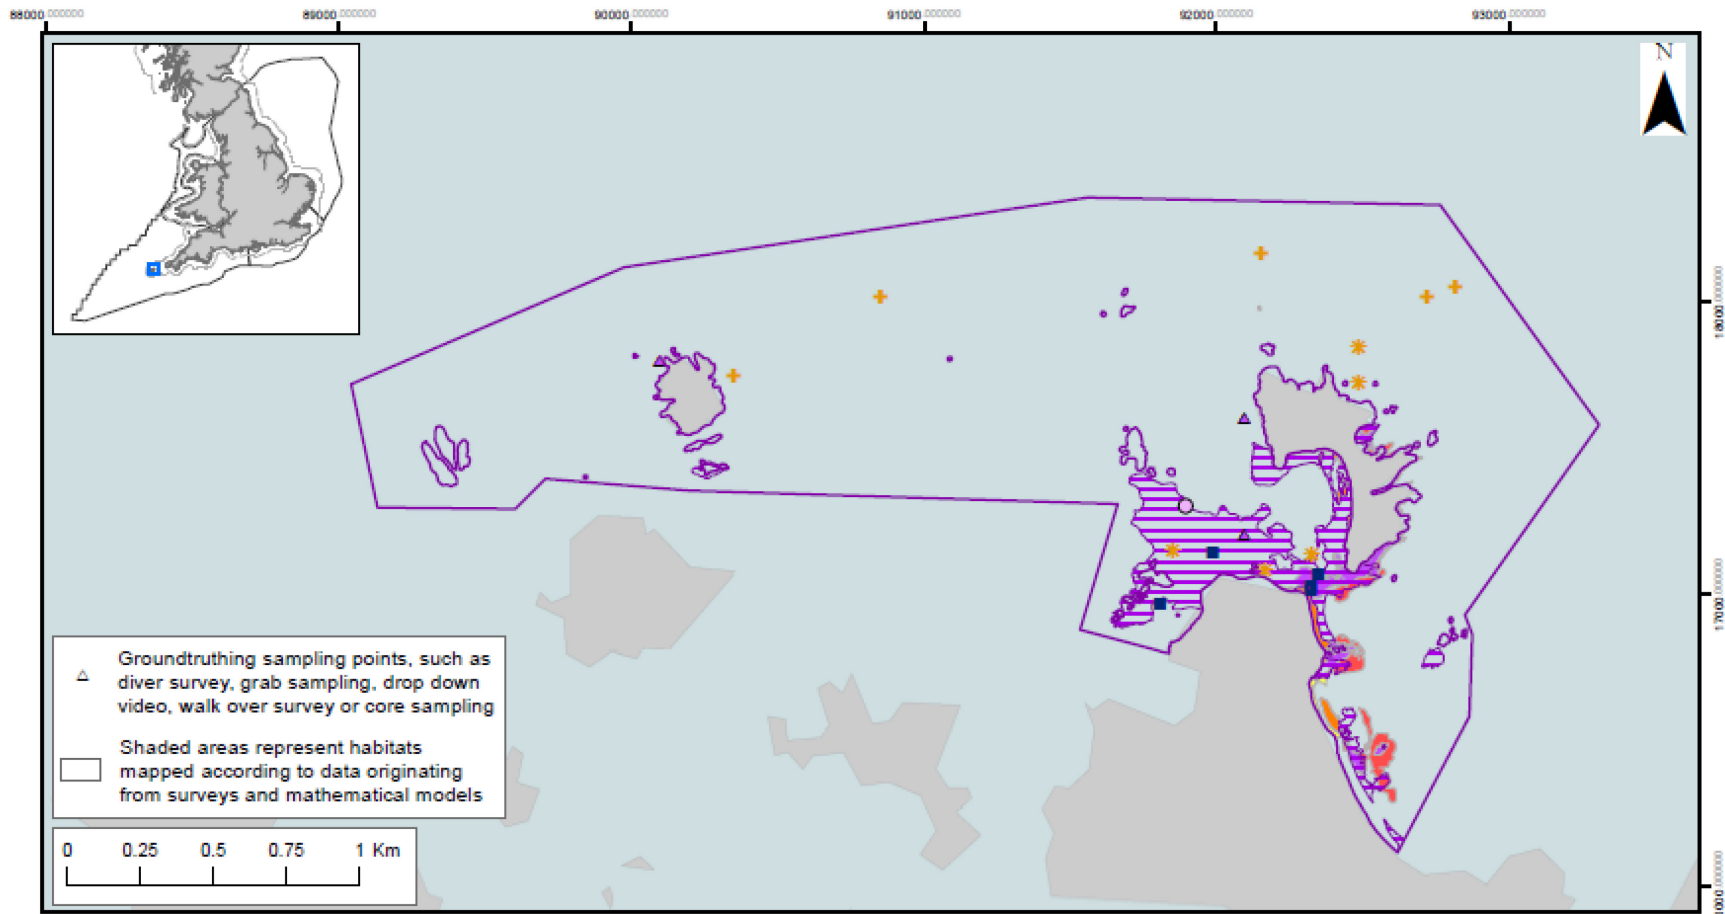 88000.000000 89000.000000 90000.000000 91000.000000 92000.000000 93000.000000
N
18000.000000
17000.000000
Groundtruthing sampling points, such as
diver survey, grab sampling, drop down
video, walk over survey or core sampling
Shaded areas represent habitats
mapped according to data originating
from surveys and mathematical models
0 0.25 0.5 0.75 1 Km